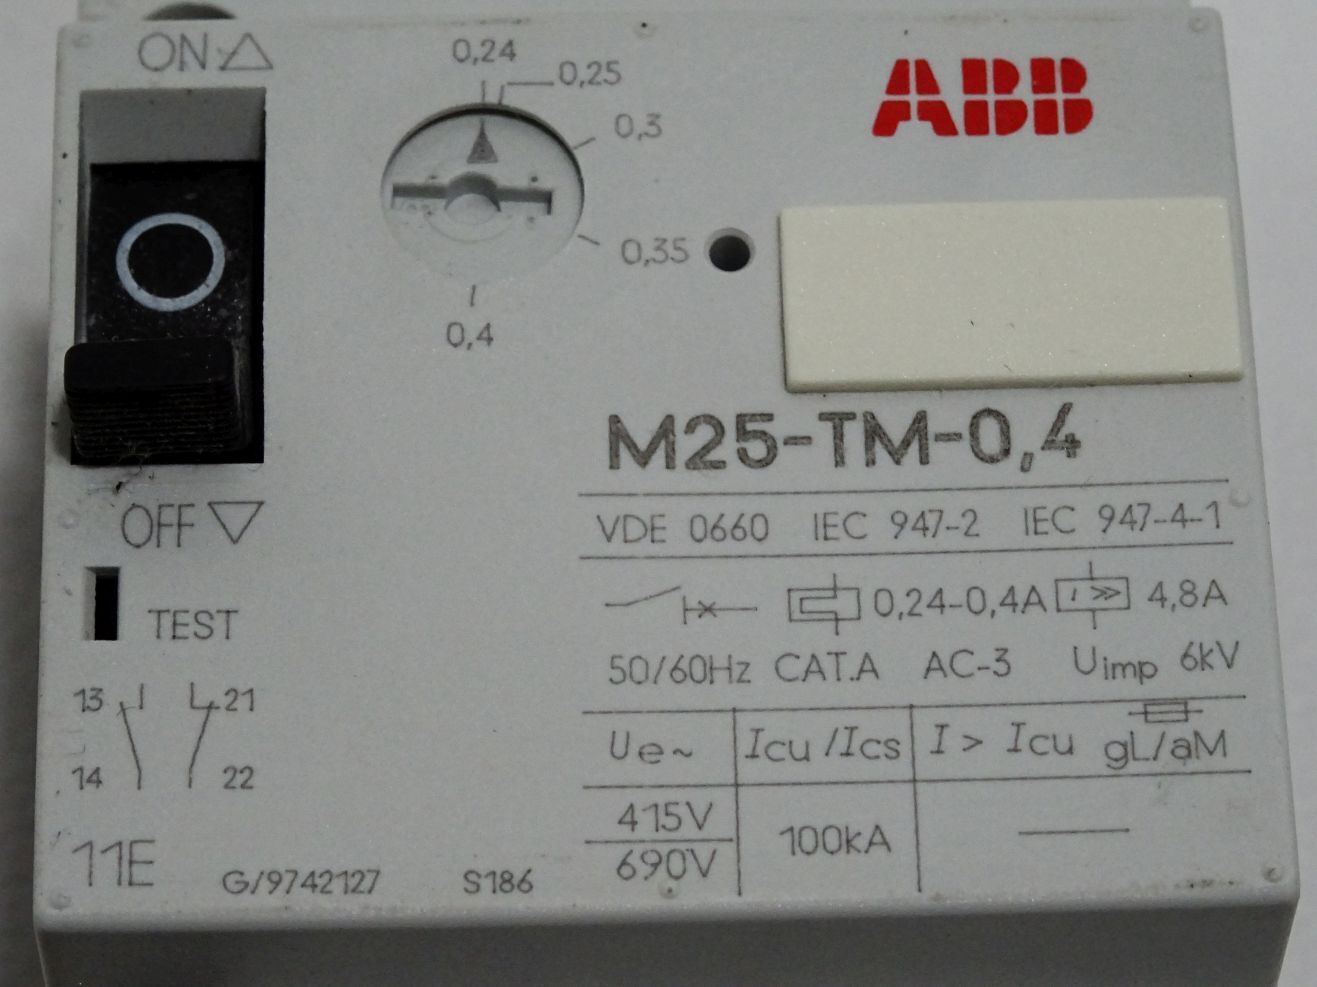 ON
0,24
0,25
0,3
0,35
0,4
ABB
O
OFF
TEST
13 21
14 22
11E
G/9742127 S186
M25-TM-0,4
VDE 0660 IEC 947-2 IEC 947-4-1
0,24-0,4A I >> 4,8A
50/60Hz CAT.A AC-3 Uimp 6kV
Ue~ Icu/Ics I > Icu gL/aM
415V
690V
100kA